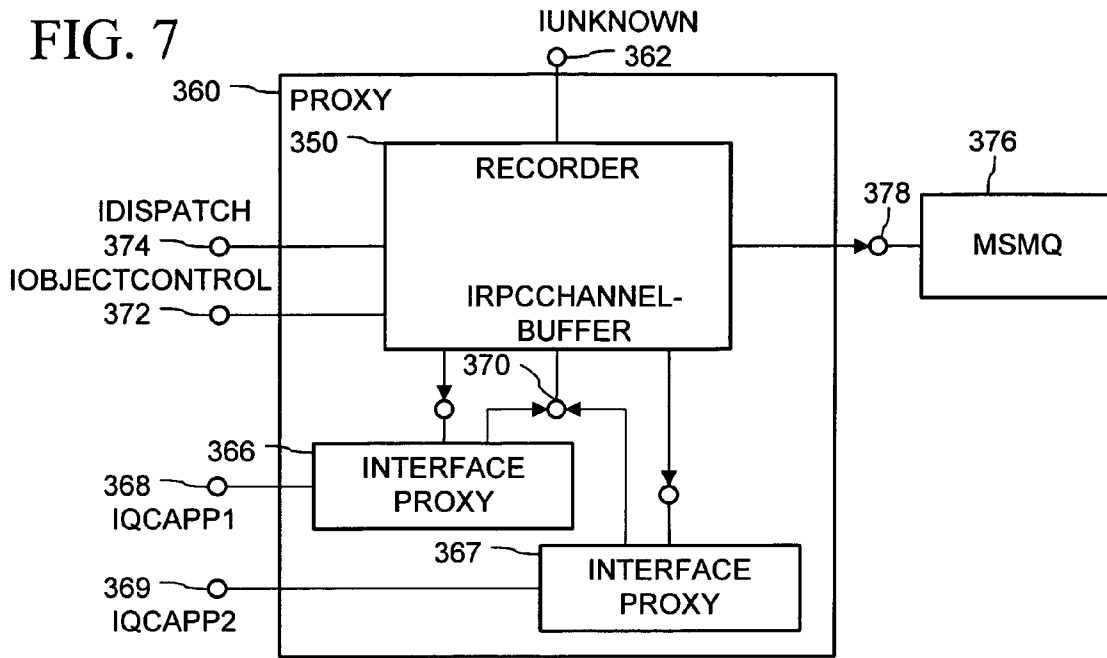 FIG. 7
IUNKNOWN
362
360
PROXY
350
RECORDER
376
IDISPATCH
374
378
MSMQ
IOBJECTCONTROL
372
IRPCCHANNEL-
BUFFER
370
366
INTERFACE
PROXY
368
IQCAPP1
367
INTERFACE
PROXY
369
IQCAPP2